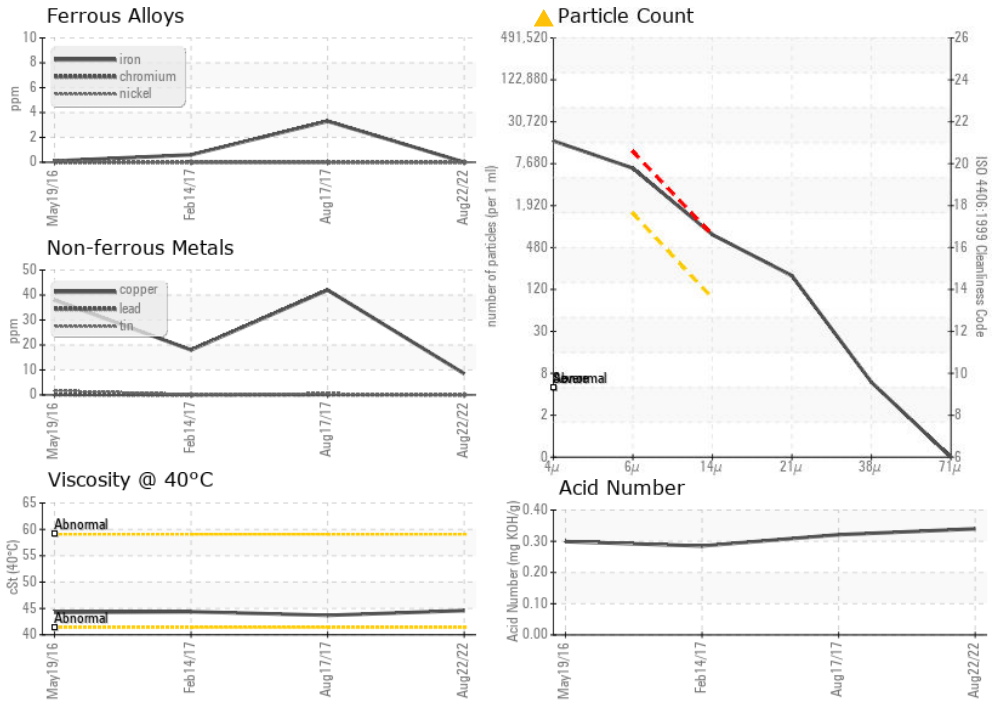 Ferrous Alloys
ppm
10
8
6
4
2
0
iron
chromium
nickel
May19/16
Feb14/17
Aug17/17
Aug22/22
Non-ferrous Metals
ppm
50
40
30
20
10
0
copper
lead
tin
May19/16
Feb14/17
Aug17/17
Aug22/22
Viscosity @ 40°C
cSt (40°C)
65
60
55
50
45
40
Abnormal
Abnormal
May19/16
Feb14/17
Aug17/17
Aug22/22
Particle Count
number of particles (per 1 ml)
491,520
122,880
30,720
7,680
1,920
480
120
30
8
2
0
Abnormal
4µ
6µ
14µ
21µ
38µ
71µ
26
24
22
20
18
16
14
12
10
8
6
ISO 4406:1999 Cleanliness Code
Acid Number
Acid Number (mg KOH/g)
0.40
0.30
0.20
0.10
0.00
May19/16
Feb14/17
Aug17/17
Aug22/22